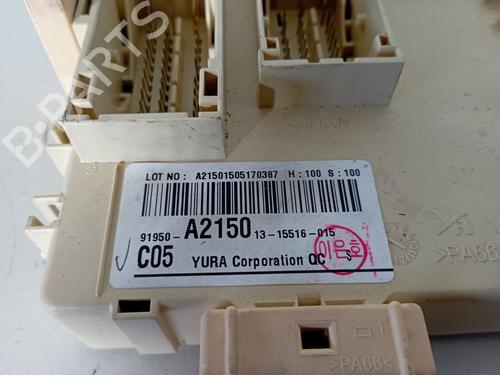 B-PARTS
LOT NO : A21501505170387 H : 100 S : 100
91950- A2150 13-15516-015
C05 YURA Corporation QC
>PA66<
>PA66<